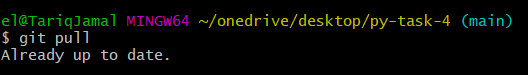 el@TariqJamal MINGW64 ~/onedrive/desktop/py-task-4 (main)
$ git pull
Already up to date.